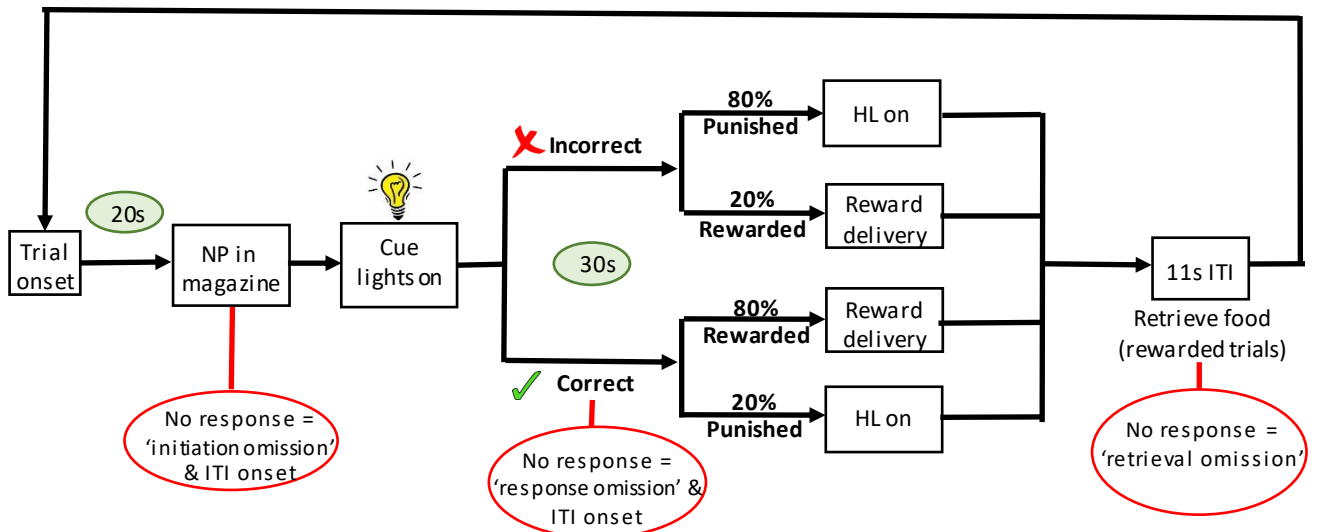 Trial
onset
20s
NP in
magazine
No response =
‘initiation omission’
& ITI onset
Cue
lights on
Incorrect
30s
Correct
No response =
‘response omission’ &
ITI onset
80%
Punished
HL on
20%
Rewarded
Reward
delivery
80%
Rewarded
Reward
delivery
20%
Punished
HL on
11s ITI
Retrieve food
(rewarded trials)
No response =
‘retrieval omission’